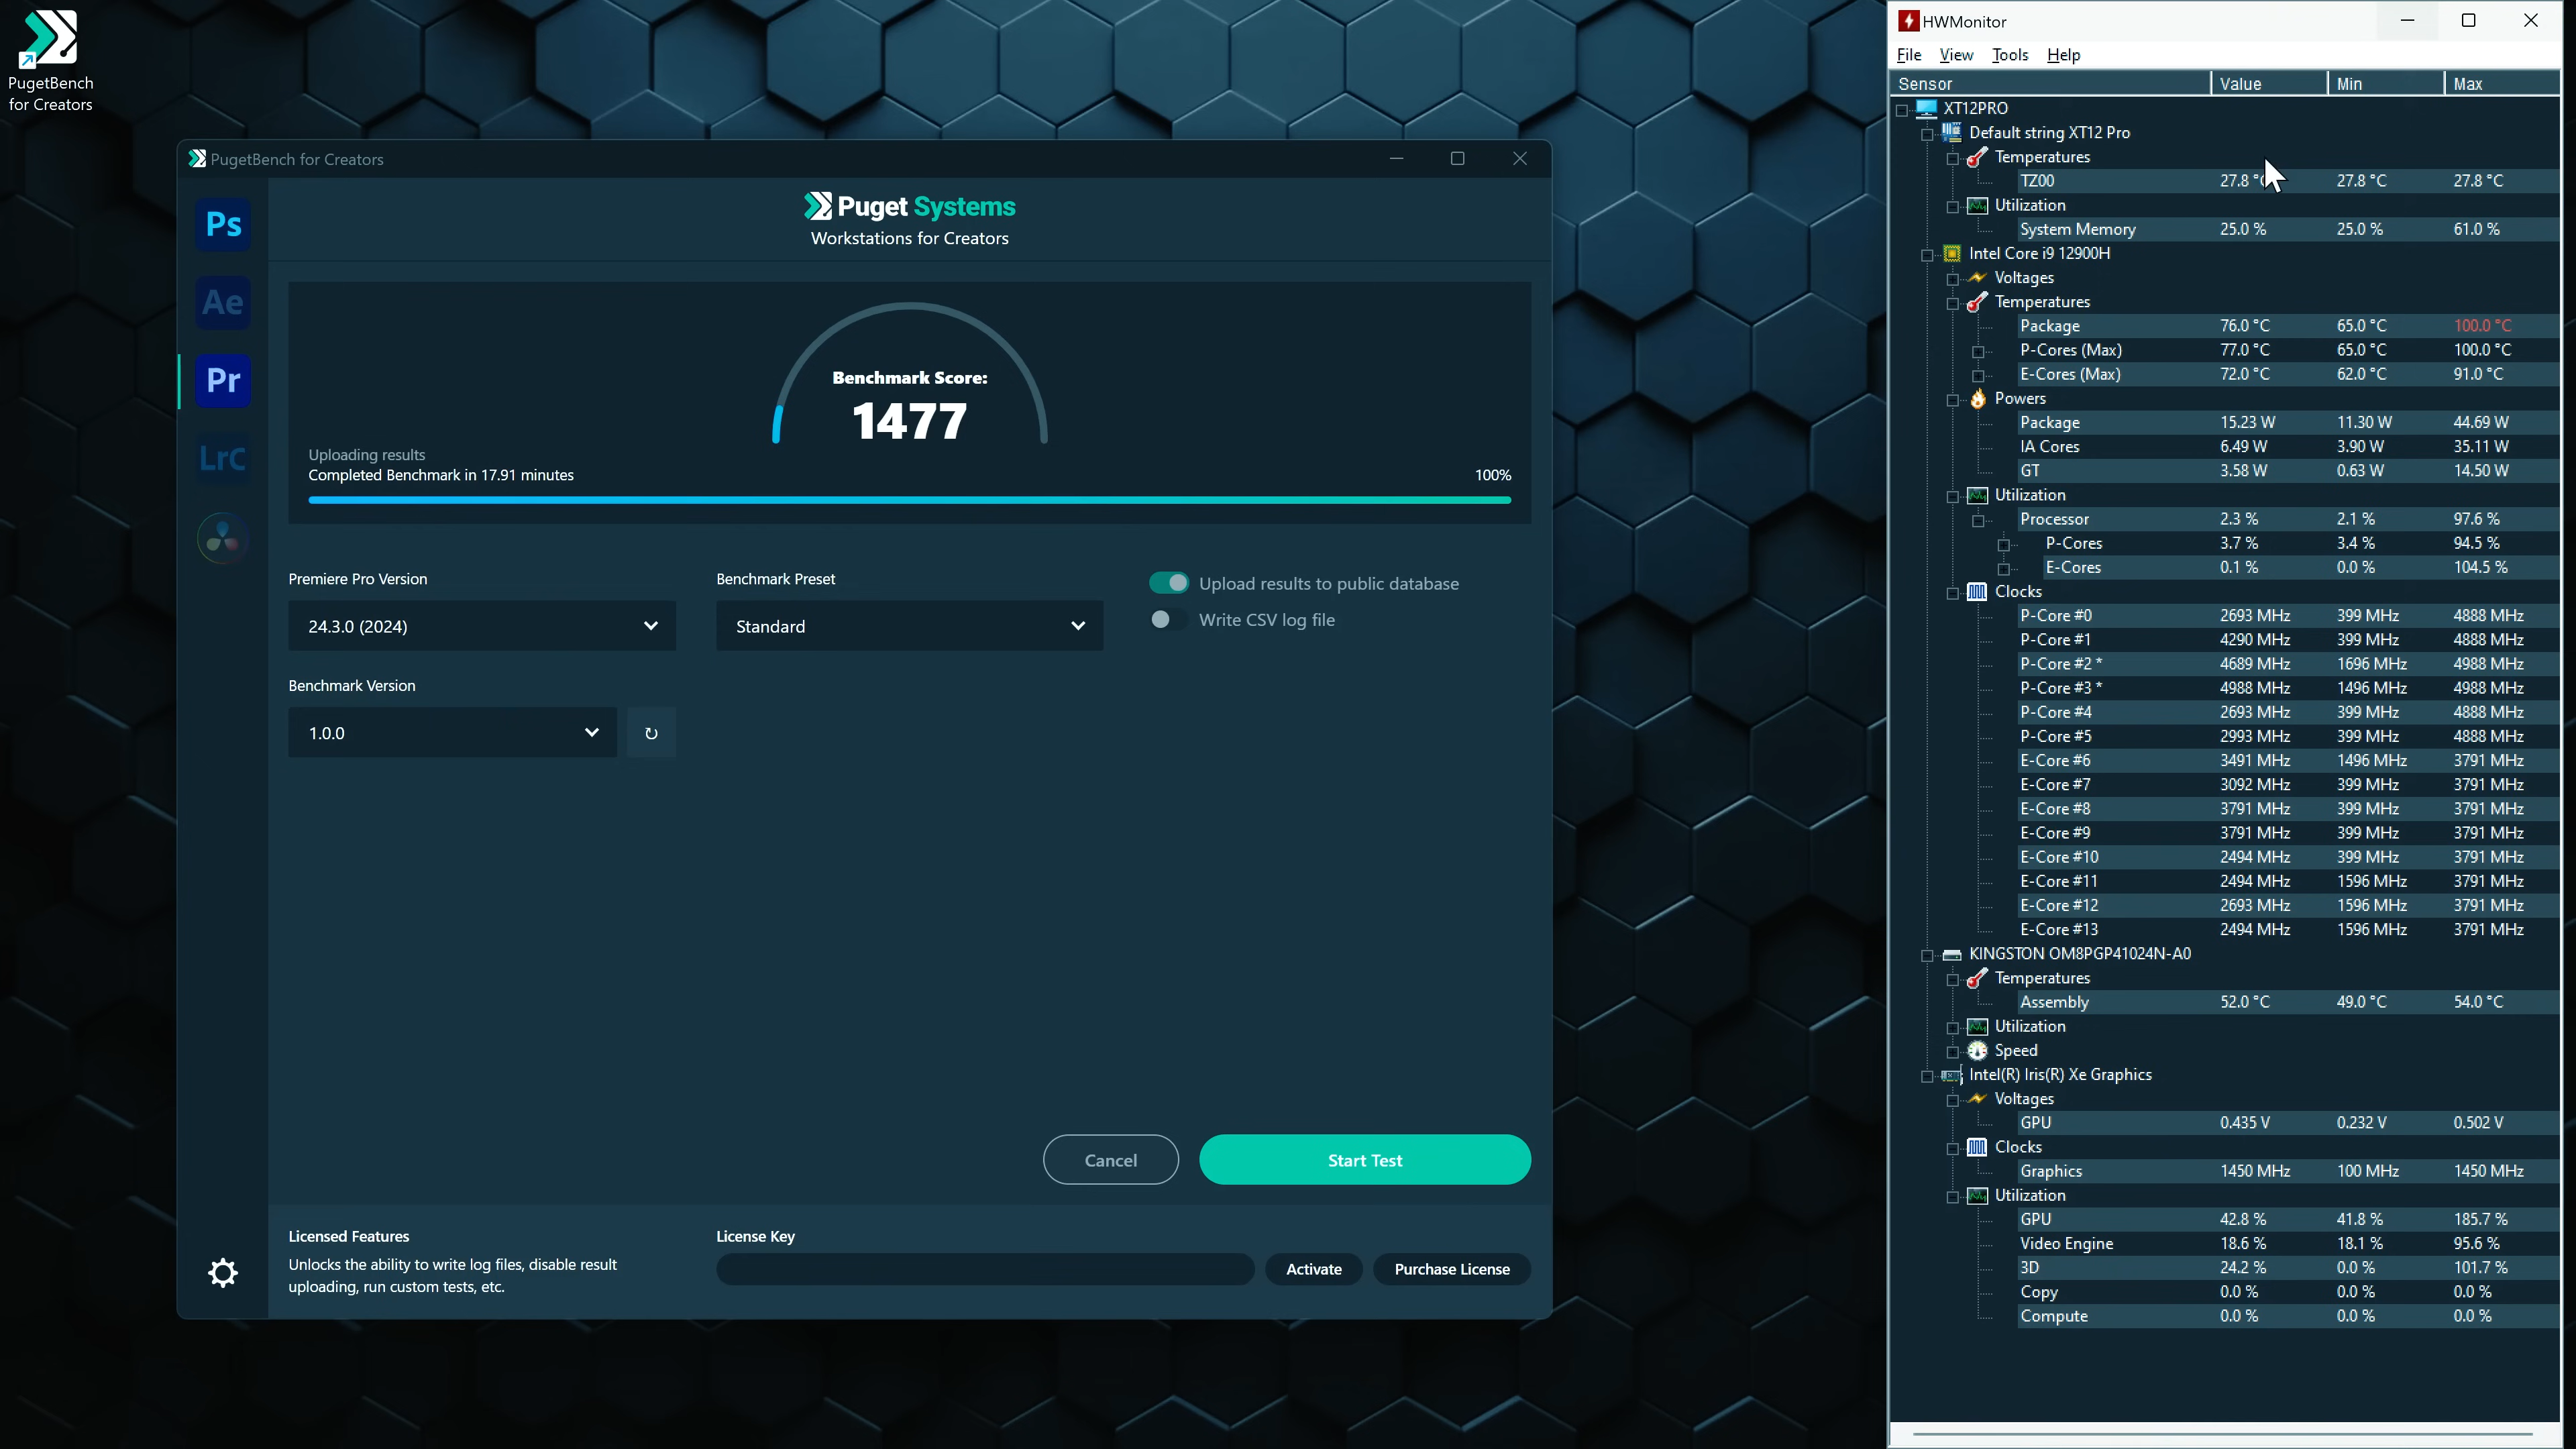 PugetBench
for Creators
PugetBench for Creators
Ps
Ae
Pr
LrC
Puget Systems
Workstations for Creators
Benchmark Score:
1477
Uploading results
Completed Benchmark in 17.91 minutes
100%
Premiere Pro Version
24.3.0 (2024)
Benchmark Preset
Standard
Upload results to public database
Write CSV log file
Benchmark Version
1.0.0
Cancel
Start Test
Licensed Features
Unlocks the ability to write log files, disable result
uploading, run custom tests, etc.
License Key
Activate
Purchase License
HWMonitor
File View Tools Help
Sensor Value Min Max
XT12PRO
Default string XT12 Pro
Temperatures
TZ00 27.8 °C 27.8 °C 27.8 °C
Utilization
System Memory 25.0 % 25.0 % 61.0 %
Intel Core i9 12900H
Voltages
Temperatures
Package 76.0 °C 65.0 °C 100.0 °C
P-Cores (Max) 77.0 °C 65.0 °C 100.0 °C
E-Cores (Max) 72.0 °C 62.0 °C 91.0 °C
Powers
Package 15.23 W 11.30 W 44.69 W
IA Cores 6.49 W 3.90 W 35.11 W
GT 3.58 W 0.63 W 14.50 W
Utilization
Processor 2.3 % 2.1 % 97.6 %
P-Cores 3.7 % 3.4 % 94.5 %
E-Cores 0.1 % 0.0 % 104.5 %
Clocks
P-Core #0 2693 MHz 399 MHz 4888 MHz
P-Core #1 4290 MHz 399 MHz 4888 MHz
P-Core #2 * 4689 MHz 1696 MHz 4988 MHz
P-Core #3 * 4988 MHz 1496 MHz 4988 MHz
P-Core #4 2693 MHz 399 MHz 4888 MHz
P-Core #5 2993 MHz 399 MHz 4888 MHz
E-Core #6 3491 MHz 1496 MHz 3791 MHz
E-Core #7 3092 MHz 399 MHz 3791 MHz
E-Core #8 3791 MHz 399 MHz 3791 MHz
E-Core #9 3791 MHz 399 MHz 3791 MHz
E-Core #10 2494 MHz 399 MHz 3791 MHz
E-Core #11 2494 MHz 1596 MHz 3791 MHz
E-Core #12 2693 MHz 1596 MHz 3791 MHz
E-Core #13 2494 MHz 1596 MHz 3791 MHz
KINGSTON OM8PGP41024N-A0
Temperatures
Assembly 52.0 °C 49.0 °C 54.0 °C
Utilization
Speed
Intel(R) Iris(R) Xe Graphics
Voltages
GPU 0.435 V 0.232 V 0.502 V
Clocks
Graphics 1450 MHz 100 MHz 1450 MHz
Utilization
GPU 42.8 % 41.8 % 185.7 %
Video Engine 18.6 % 18.1 % 95.6 %
3D 24.2 % 0.0 % 101.7 %
Copy 0.0 % 0.0 % 0.0 %
Compute 0.0 % 0.0 % 0.0 %